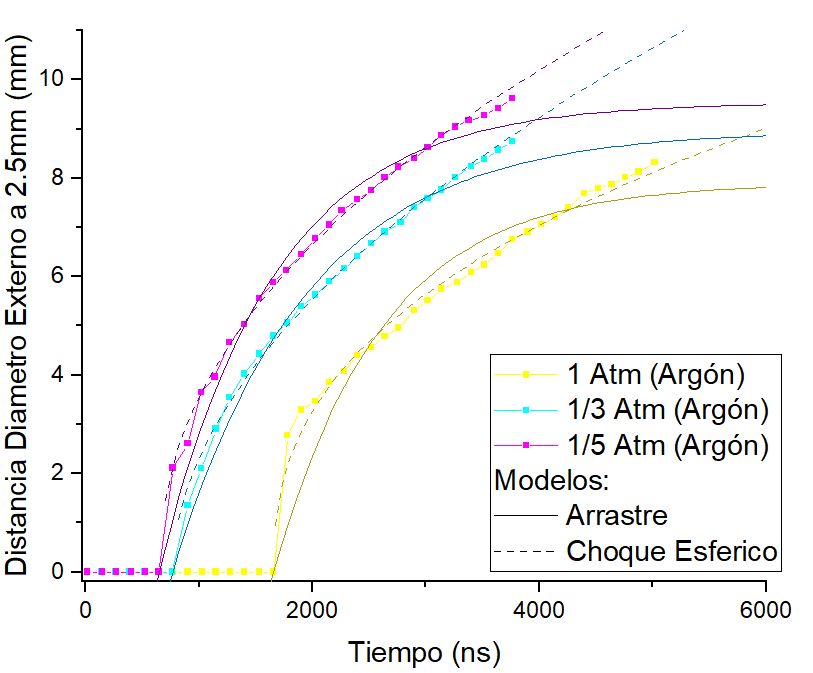 Distancia Diametro Externo a 2.5mm (mm)
10
8
6
4
2
0
0
2000
4000
6000
Tiempo (ns)
1 Atm (Argón)
1/3 Atm (Argón)
1/5 Atm (Argón)
Modelos:
Arrastre
Choque Esferico